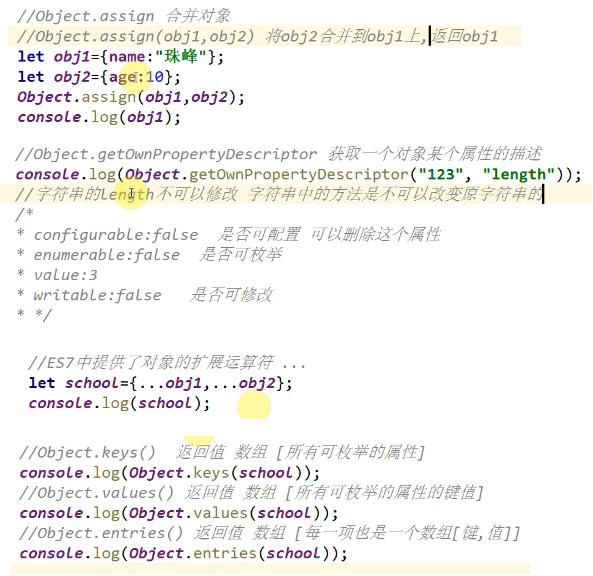 //Object.assign 合并对象
//Object.assign(obj1,obj2) 将obj2合并到obj1上,返回obj1
let obj1={name:"珠峰"};
let obj2={age:10};
Object.assign(obj1,obj2);
console.log(obj1);
//Object.getOwnPropertyDescriptor 获取一个对象某个属性的描述
console.log(Object.getOwnPropertyDescriptor("123", "length"));
//字符串的length不可以修改 字符串中的方法是不可以改变原字符串的
/*
* configurable:false 是否可配置 可以删除这个属性
* enumerable:false 是否可枚举
* value:3
* writable:false 是否可修改
* */
//ES7中提供了对象的扩展运算符 ...
let school={...obj1,...obj2};
console.log(school);
//Object.keys() 返回值 数组 [所有可枚举的属性]
console.log(Object.keys(school));
//Object.values() 返回值 数组 [所有可枚举的属性的键值]
console.log(Object.values(school));
//Object.entries() 返回值 数组 [每一项也是一个数组[键,值]]
console.log(Object.entries(school));